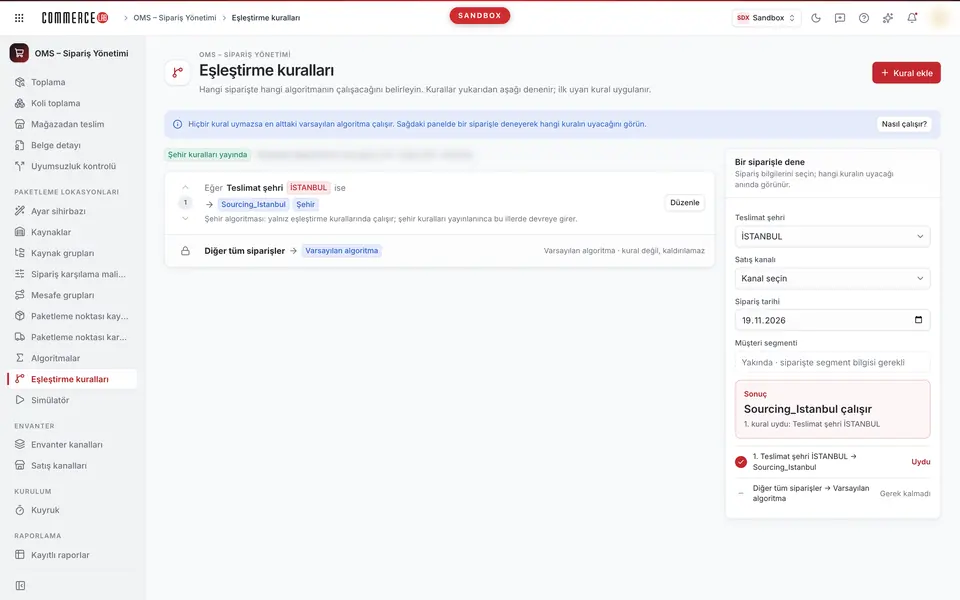 COMMERCE LAB
OMS – Sipariş Yönetimi
Eşleştirme kuralları
SANDBOX
SDX Sandbox
OMS – Sipariş Yönetimi
Toplama
Koli toplama
Mağazadan teslim
Belge detayı
Uyumsuzluk kontrolü
PAKETLEME LOKASYONLARI
Ayar sihirbazı
Kaynaklar
Kaynak grupları
Sipariş karşılama mali...
Mesafe grupları
Paketleme noktası kay...
Paketleme noktası kar...
Algoritmalar
Eşleştirme kuralları
Simülatör
ENVANTER
Envanter kanalları
Satış kanalları
KURULUM
Kuyruk
RAPORLAMA
Kayıtlı raporlar
OMS – SİPARİŞ YÖNETİMİ
Eşleştirme kuralları
Hangi siparişte hangi algoritmanın çalışacağını belirleyin. Kurallar yukarıdan aşağı denenir; ilk uyan kural uygulanır.
+ Kural ekle
Hiçbir kural uymazsa en alttaki varsayılan algoritma çalışır. Sağdaki panelde bir siparişle deneyerek hangi kuralın uyacağını görün.
Nasıl çalışır?
Şehir kuralları yayında
1
Eğer Teslimat şehri İSTANBUL ise
→ Sourcing_Istanbul Şehir
Şehir algoritması: yalnız eşleştirme kurallarında çalışır; şehir kuralları yayınlanınca bu illerde devreye girer.
Düzenle
Diğer tüm siparişler → Varsayılan algoritma
Varsayılan algoritma · kural değil, kaldırılamaz
Bir siparişle dene
Sipariş bilgilerini seçin; hangi kuralın uyacağı
anında görünür.
Teslimat şehri
İSTANBUL
Satış kanalı
Kanal seçin
Sipariş tarihi
19.11.2026
Müşteri segmenti
Yakında · siparişte segment bilgisi gerekli
Sonuç
Sourcing_Istanbul çalışır
1. kural uydu: Teslimat şehri İSTANBUL
1. Teslimat şehri İSTANBUL →
Sourcing_Istanbul
Uydu
– Diğer tüm siparişler → Varsayılan
algoritma
Gerek kalmadı